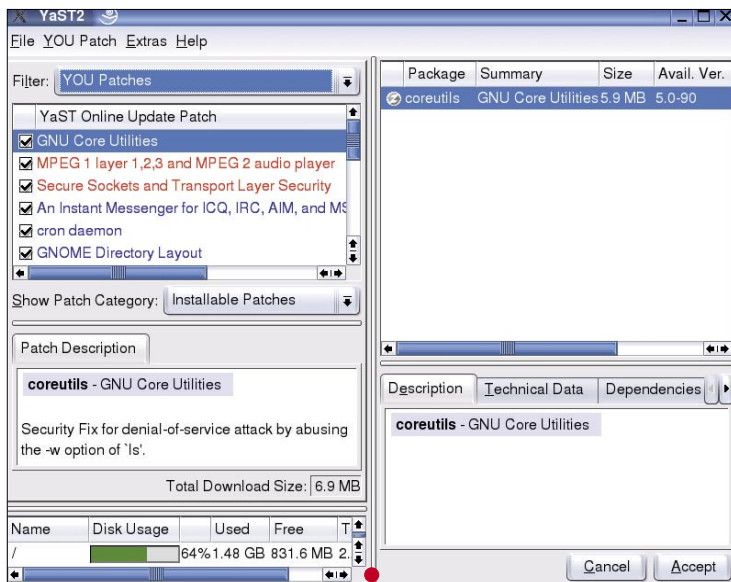 YaST2
File YOU Patch Extras Help
Filter: YOU Patches
YaST Online Update Patch
GNU Core Utilities
MPEG 1 layer 1,2,3 and MPEG 2 audio player
Secure Sockets and Transport Layer Security
An Instant Messenger for ICQ, IRC, AIM, and MS
cron daemon
GNOME Directory Layout
Show Patch Category: Installable Patches
Patch Description
coreutils - GNU Core Utilities
Security Fix for denial-of-service attack by abusing
the -w option of `ls'.
Total Download Size: 6.9 MB
Name Disk Usage Used Free T
/ 64% 1.48 GB 831.6 MB 2.
Package Summary Size Avail. Ver.
coreutils GNU Core Utilities 5.9 MB 5.0-90
Description Technical Data Dependencies
coreutils - GNU Core Utilities
Cancel Accept